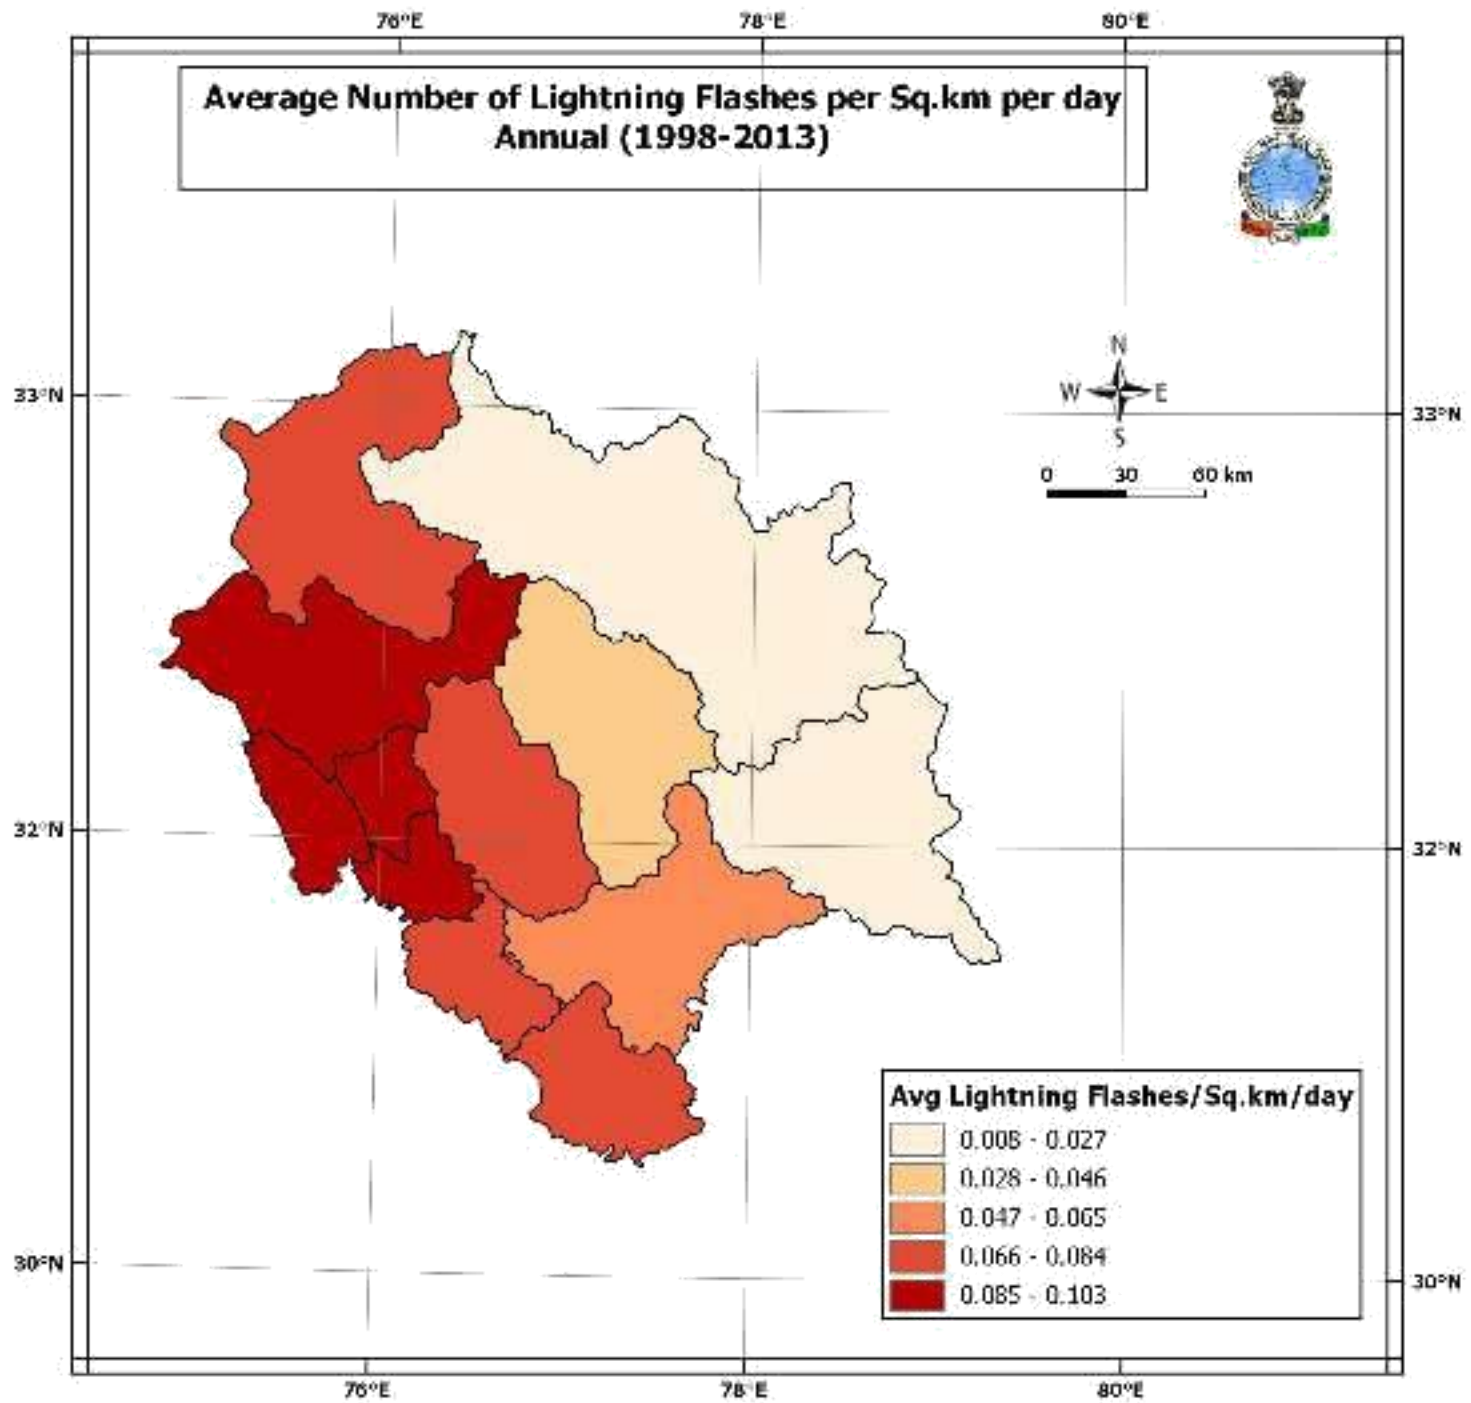 76°E 78°E 80°E
Average Number of Lightning Flashes per Sq.km per day
Annual (1998-2013)
N
33°N W E 33°N
S
0 30 60 km
32°N 32°N
Avg Lightning Flashes/Sq.km/day
0.008 - 0.027
0.028 - 0.046
0.047 - 0.065
0.066 - 0.084
30°N 30°N
0.085 - 0.103
76°E 78°E 80°E